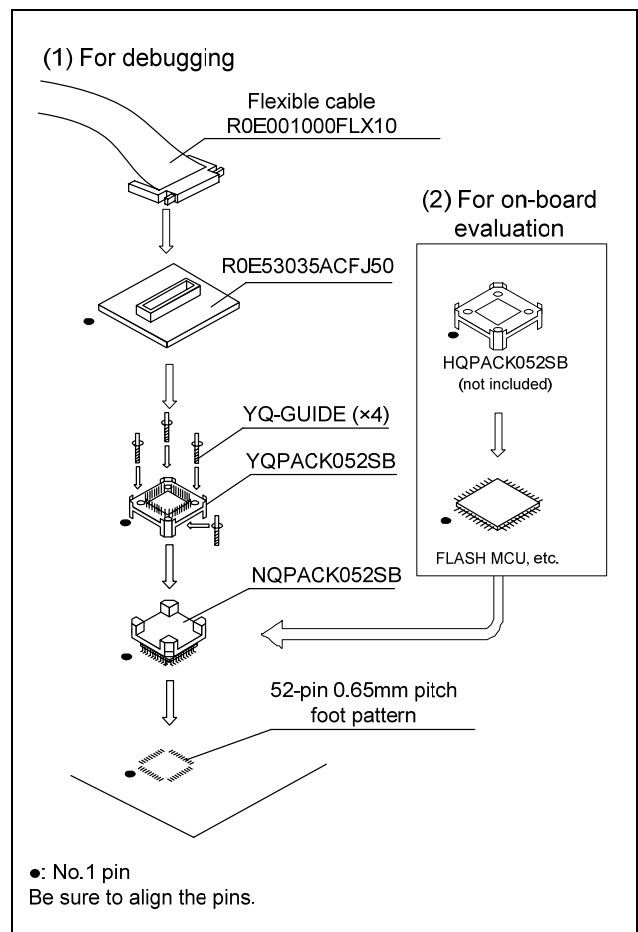 (1) For debugging
Flexible cable
R0E001000FLX10
(2) For on-board
evaluation
R0E53035ACFJ50
HQPACK052SB
(not included)
YQ-GUIDE (×4)
YQPACK052SB
FLASH MCU, etc.
NQPACK052SB
52-pin 0.65mm pitch
foot pattern
●: No.1 pin
Be sure to align the pins.